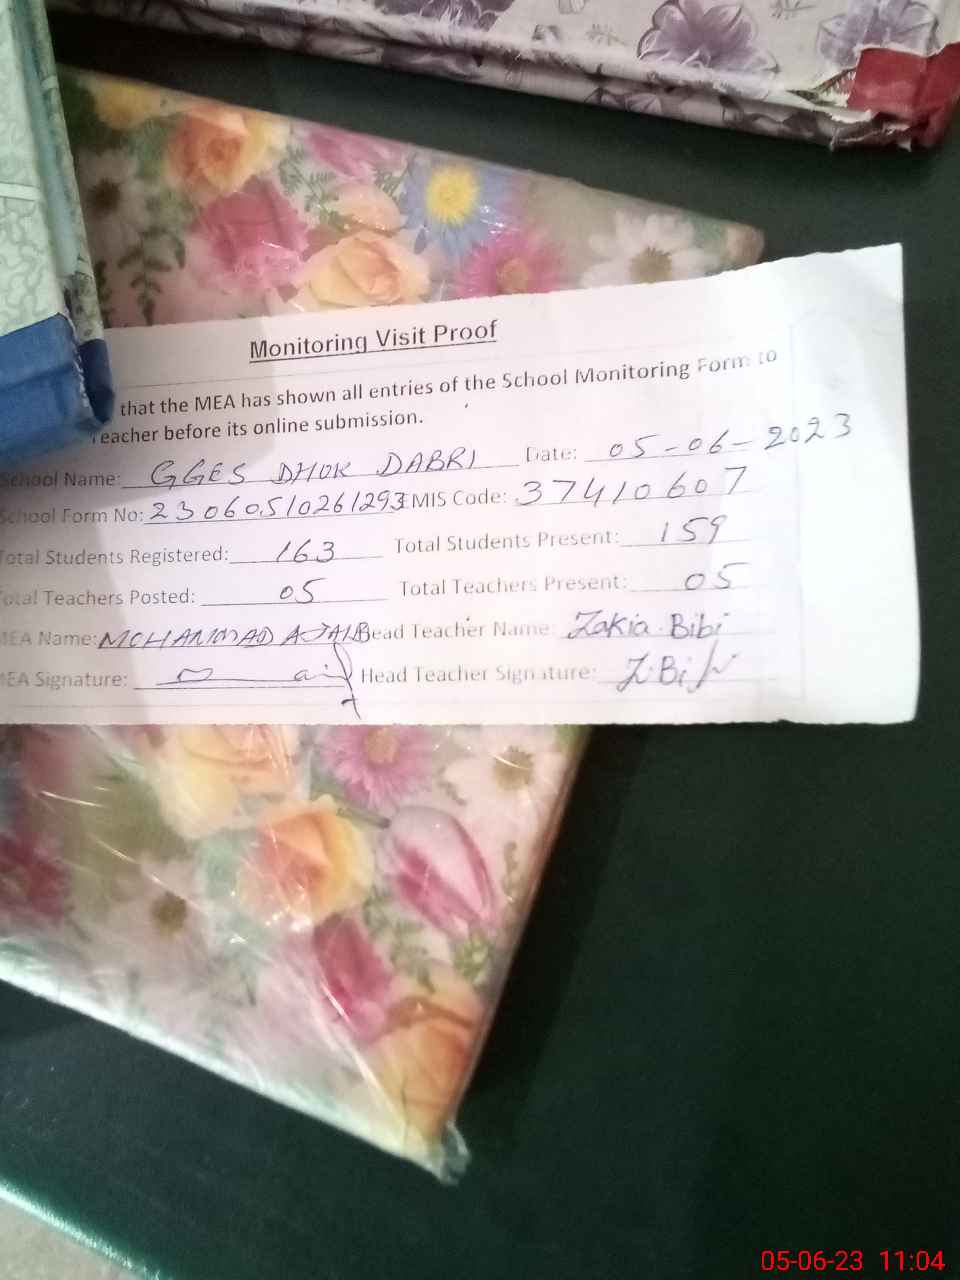 Monitoring Visit Proof
that the MEA has shown all entries of the School Monitoring Form to
Teacher before its online submission.
School Name: GGES DHOK DABRI Date: 05-06-2023
School Form No: 23060510261293 EMIS Code: 37410607
Total Students Registered: 163 Total Students Present: 159
Total Teachers Posted: 05 Total Teachers Present: 05
MEA Name: MOHAMMAD AJAIB Head Teacher Name: Zakia Bibi
MEA Signature: Head Teacher Signature: Z.Bibi
05-06-23 11:04